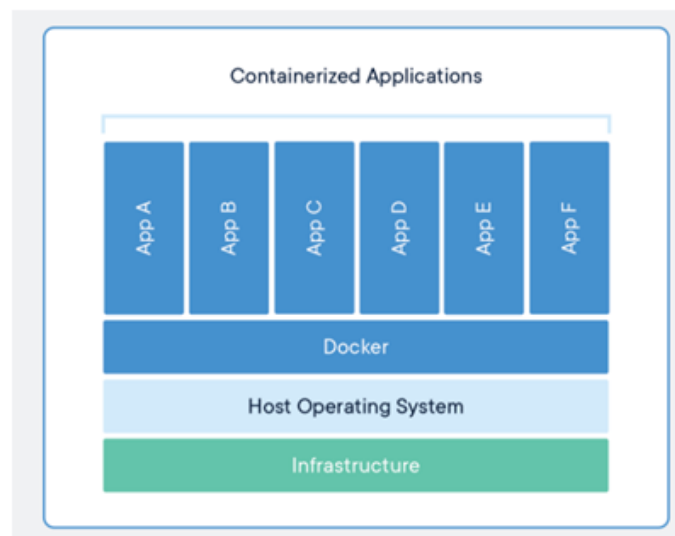 Containerized Applications
App A
App B
App C
App D
App E
App F
Docker
Host Operating System
Infrastructure